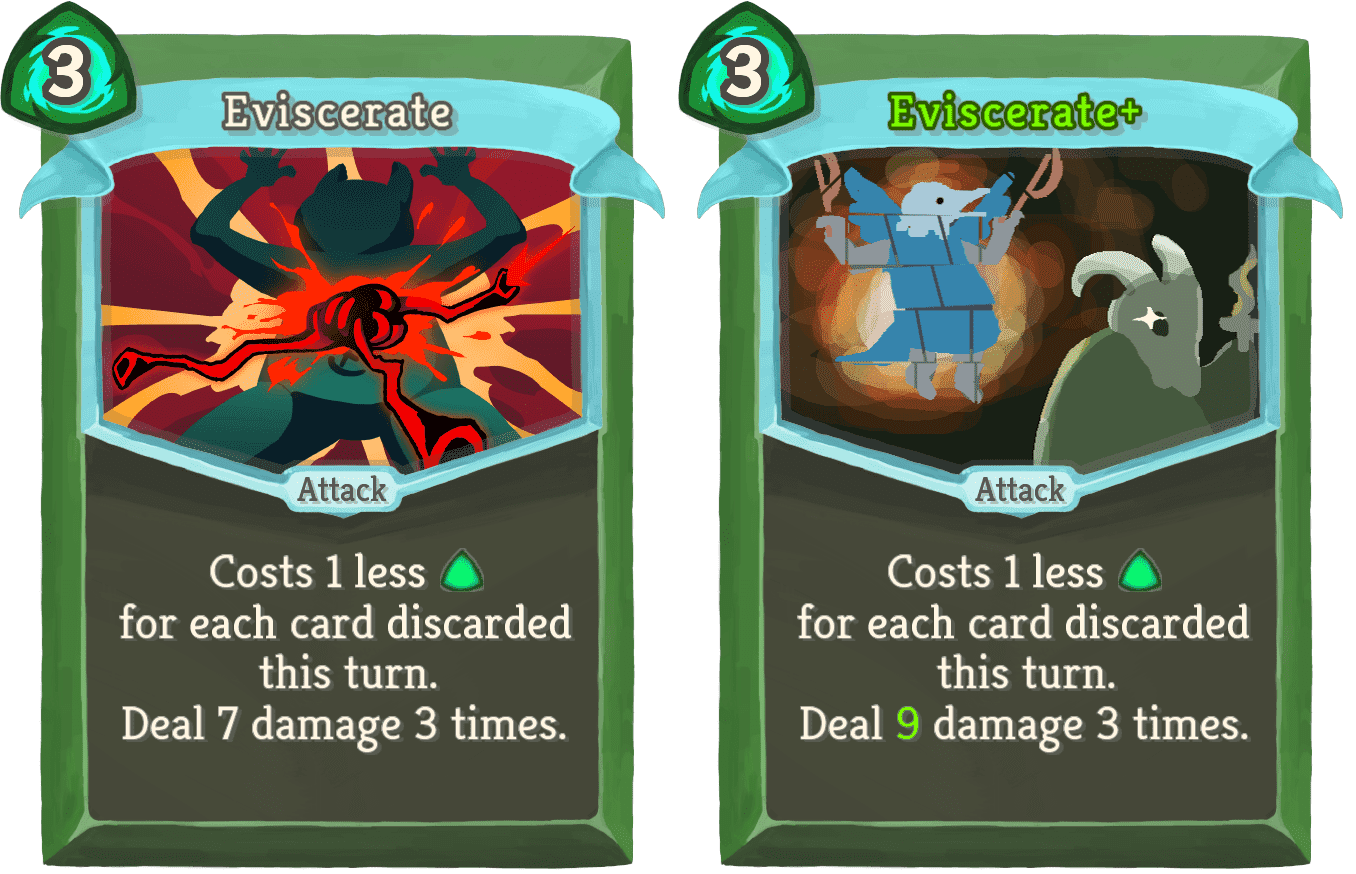 3
Eviscerate
Attack
Costs 1 less
for each card discarded
this turn.
Deal 7 damage 3 times.
3
Eviscerate+
Attack
Costs 1 less
for each card discarded
this turn.
Deal 9 damage 3 times.